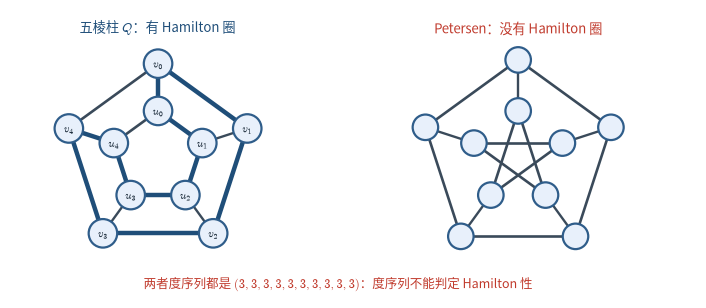 五棱柱 Q：有 Hamilton 圈
Petersen：没有 Hamilton 圈
v₀
u₀
v₄
u₄
u₁
v₁
u₃
u₂
v₃
v₂
两者度序列都是 (3, 3, 3, 3, 3, 3, 3, 3, 3, 3)：度序列不能判定 Hamilton 性